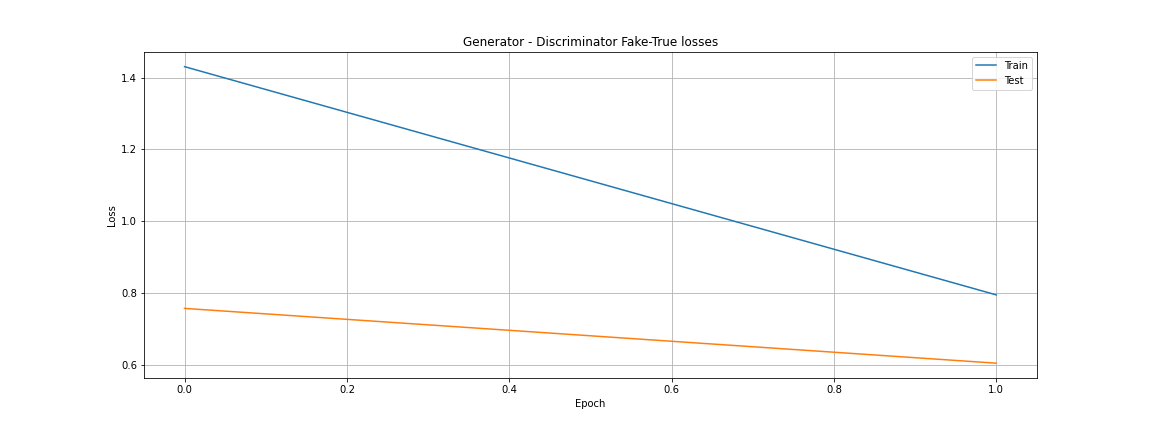 Generator - Discriminator Fake-True losses
Train
Test
1.4
1.2
1.0
0.8
0.6
Loss
0.0
0.2
0.4
0.6
0.8
1.0
Epoch